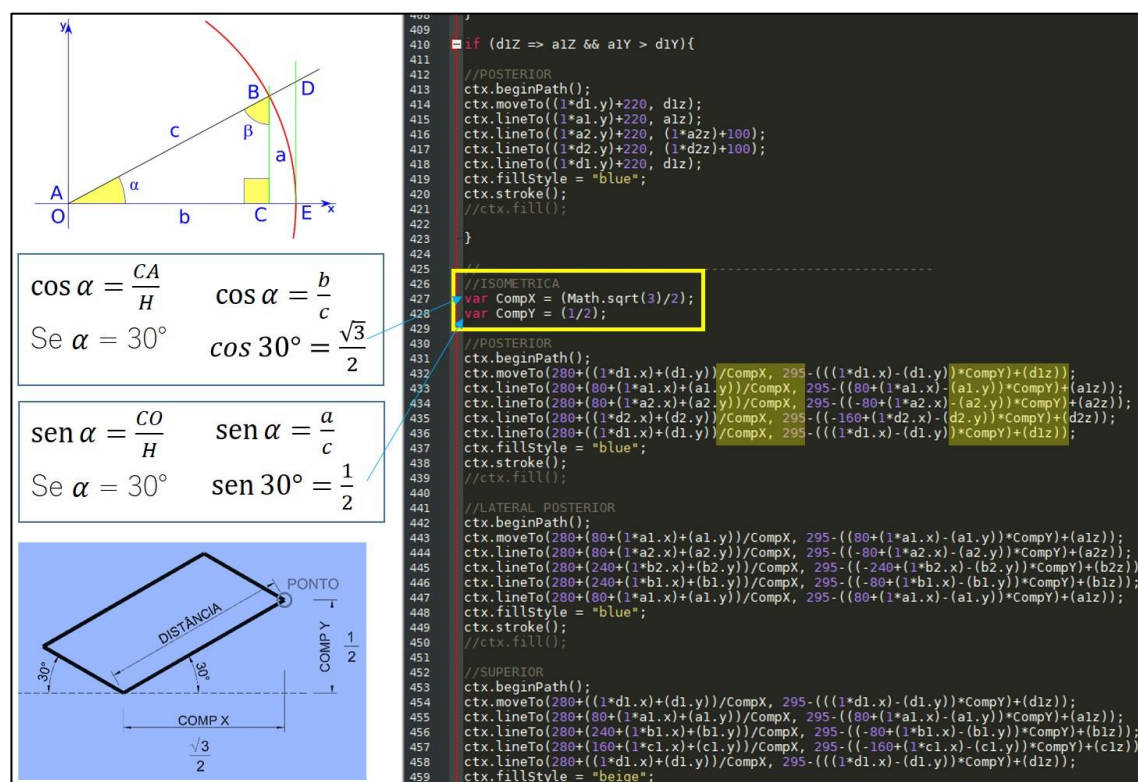 y
B
D
β
c
a
A
α
O
b
C
E
x
cos α = CA/H
cos α = b/c
Se α = 30°
cos 30° = √3/2
sen α = CO/H
sen α = a/c
Se α = 30°
sen 30° = 1/2
PONTO
DISTÂNCIA
COMP Y
1/2
30°
30°
COMP X
√3/2
408 }
409
410 if (d1Z => a1Z && a1Y > d1Y){
411
412 //POSTERIOR
413 ctx.beginPath();
414 ctx.moveTo((1*d1.y)+220, d1z);
415 ctx.lineTo((1*a1.y)+220, a1z);
416 ctx.lineTo((1*a2.y)+220, (1*a2z)+100);
417 ctx.lineTo((1*d2.y)+220, (1*d2z)+100);
418 ctx.lineTo((1*d1.y)+220, d1z);
419 ctx.fillStyle = "blue";
420 ctx.stroke();
421 //ctx.fill();
422
423 }
424
425 //------------------------------------------------------
426 //ISOMETRICA
427 var CompX = (Math.sqrt(3)/2);
428 var CompY = (1/2);
429
430 //POSTERIOR
431 ctx.beginPath();
432 ctx.moveTo(280+((1*d1.x)+(d1.y))/CompX, 295-(((1*d1.x)-(d1.y))*CompY)+(d1z));
433 ctx.lineTo(280+(80+(1*a1.x)+(a1.y))/CompX, 295-((80+(1*a1.x)-(a1.y))*CompY)+(a1z));
434 ctx.lineTo(280+(80+(1*a2.x)+(a2.y))/CompX, 295-((-80+(1*a2.x)-(a2.y))*CompY)+(a2z));
435 ctx.lineTo(280+((1*d2.x)+(d2.y))/CompX, 295-((-160+(1*d2.x)-(d2.y))*CompY)+(d2z));
436 ctx.lineTo(280+((1*d1.x)+(d1.y))/CompX, 295-(((1*d1.x)-(d1.y))*CompY)+(d1z));
437 ctx.fillStyle = "blue";
438 ctx.stroke();
439 //ctx.fill();
440
441 //LATERAL POSTERIOR
442 ctx.beginPath();
443 ctx.moveTo(280+(80+(1*a1.x)+(a1.y))/CompX, 295-((80+(1*a1.x)-(a1.y))*CompY)+(a1z));
444 ctx.lineTo(280+(80+(1*a2.x)+(a2.y))/CompX, 295-((-80+(1*a2.x)-(a2.y))*CompY)+(a2z));
445 ctx.lineTo(280+(240+(1*b2.x)+(b2.y))/CompX, 295-((-240+(1*b2.x)-(b2.y))*CompY)+(b2z))
446 ctx.lineTo(280+(240+(1*b1.x)+(b1.y))/CompX, 295-((-80+(1*b1.x)-(b1.y))*CompY)+(b1z));
447 ctx.lineTo(280+(80+(1*a1.x)+(a1.y))/CompX, 295-((80+(1*a1.x)-(a1.y))*CompY)+(a1z));
448 ctx.fillStyle = "blue";
449 ctx.stroke();
450 //ctx.fill();
451
452 //SUPERIOR
453 ctx.beginPath();
454 ctx.moveTo(280+((1*d1.x)+(d1.y))/CompX, 295-(((1*d1.x)-(d1.y))*CompY)+(d1z));
455 ctx.lineTo(280+(80+(1*a1.x)+(a1.y))/CompX, 295-((80+(1*a1.x)-(a1.y))*CompY)+(a1z));
456 ctx.lineTo(280+(240+(1*b1.x)+(b1.y))/CompX, 295-((-80+(1*b1.x)-(b1.y))*CompY)+(b1z));
457 ctx.lineTo(280+(160+(1*c1.x)+(c1.y))/CompX, 295-((-160+(1*c1.x)-(c1.y))*CompY)+(c1z))
458 ctx.lineTo(280+((1*d1.x)+(d1.y))/CompX, 295-(((1*d1.x)-(d1.y))*CompY)+(d1z));
459 ctx.fillStyle = "beige";